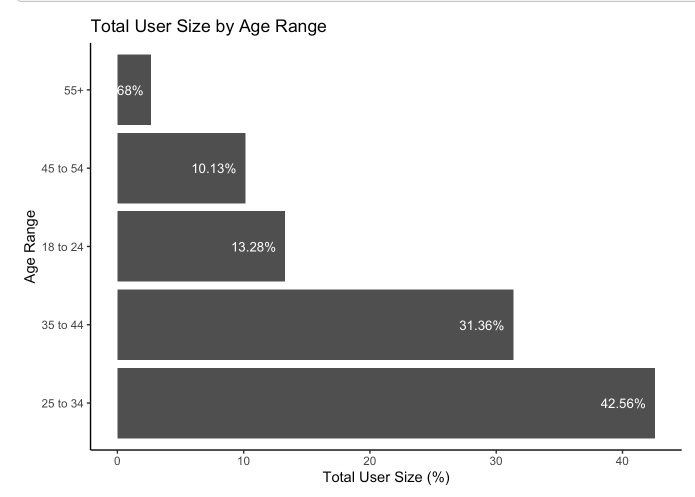 Total User Size by Age Range
55+
68%
45 to 54
10.13%
18 to 24
13.28%
35 to 44
31.36%
25 to 34
42.56%
Age Range
0 10 20 30 40
Total User Size (%)